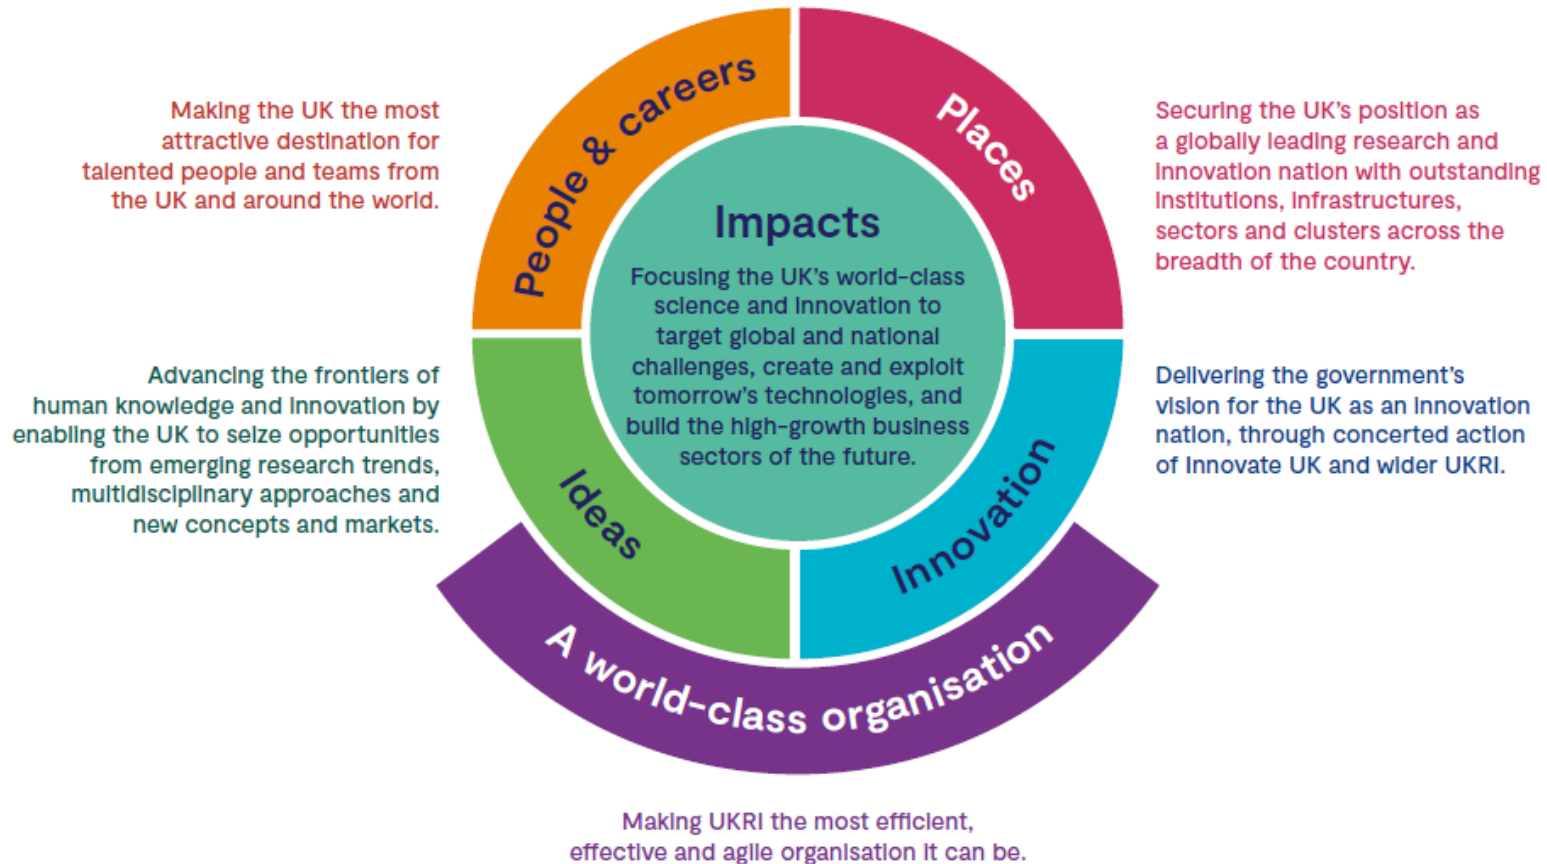 People & careers
Making the UK the most
attractive destination for
talented people and teams from
the UK and around the world.
Places
Securing the UK's position as
a globally leading research and
innovation nation with outstanding
institutions, infrastructures,
sectors and clusters across the
breadth of the country.
Impacts
Focusing the UK's world-class
science and innovation to
target global and national
challenges, create and exploit
tomorrow's technologies, and
build the high-growth business
sectors of the future.
Ideas
Advancing the frontiers of
human knowledge and innovation by
enabling the UK to seize opportunities
from emerging research trends,
multidisciplinary approaches and
new concepts and markets.
Innovation
Delivering the government's
vision for the UK as an innovation
nation, through concerted action
of Innovate UK and wider UKRI.
A world-class organisation
Making UKRI the most efficient,
effective and agile organisation it can be.